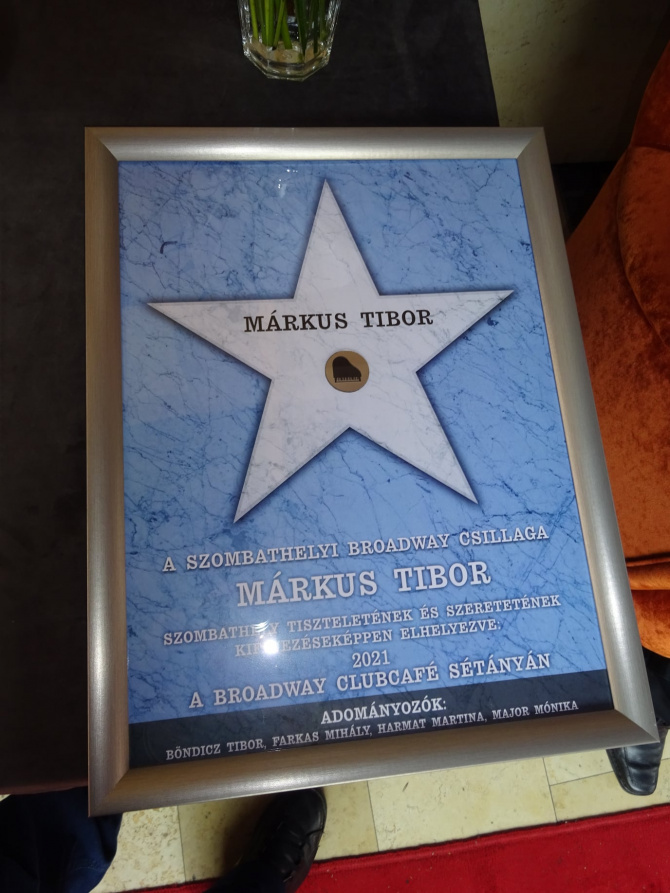 MÁRKUS TIBOR
A SZOMBATHELYI BROADWAY CSILLAGA
MÁRKUS TIBOR
SZOMBATHELY TISZTELETÉNEK ÉS SZERETETÉNEK
KIFEJEZÉSEKÉPPEN ELHELYEZVE.
2021
A BROADWAY CLUBCAFÉ SÉTÁNYÁN
ADOMÁNYOZÓK:
BÖNDICZ TIBOR, FARKAS MIHÁLY, HARMAT MARTINA, MAJOR MÓNIKA